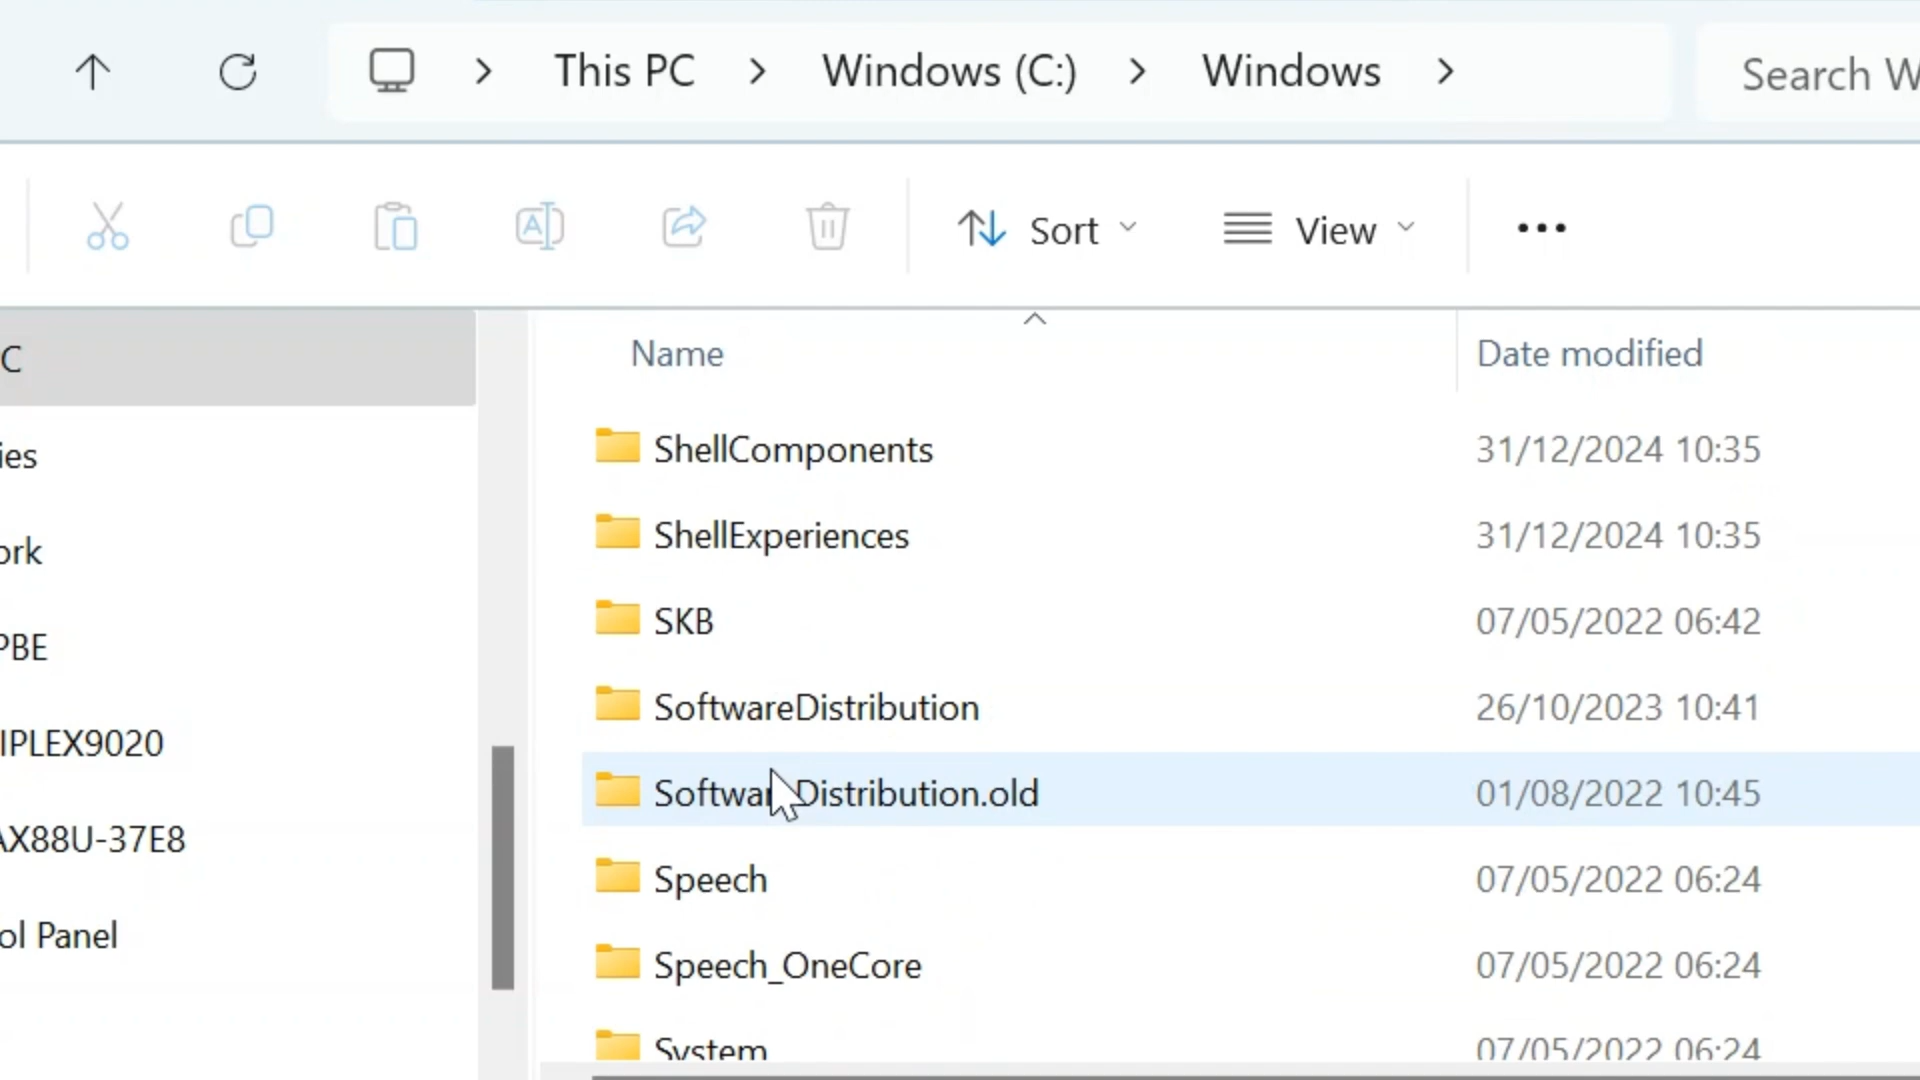 This PC > Windows (C:) > Windows >
Search W
Sort
View
Name
Date modified
C
ies
ork
PBE
IPLEX9020
AX88U-37E8
ol Panel
ShellComponents 31/12/2024 10:35
ShellExperiences 31/12/2024 10:35
SKB 07/05/2022 06:42
SoftwareDistribution 26/10/2023 10:41
SoftwareDistribution.old 01/08/2022 10:45
Speech 07/05/2022 06:24
Speech_OneCore 07/05/2022 06:24
System 07/05/2022 06:24